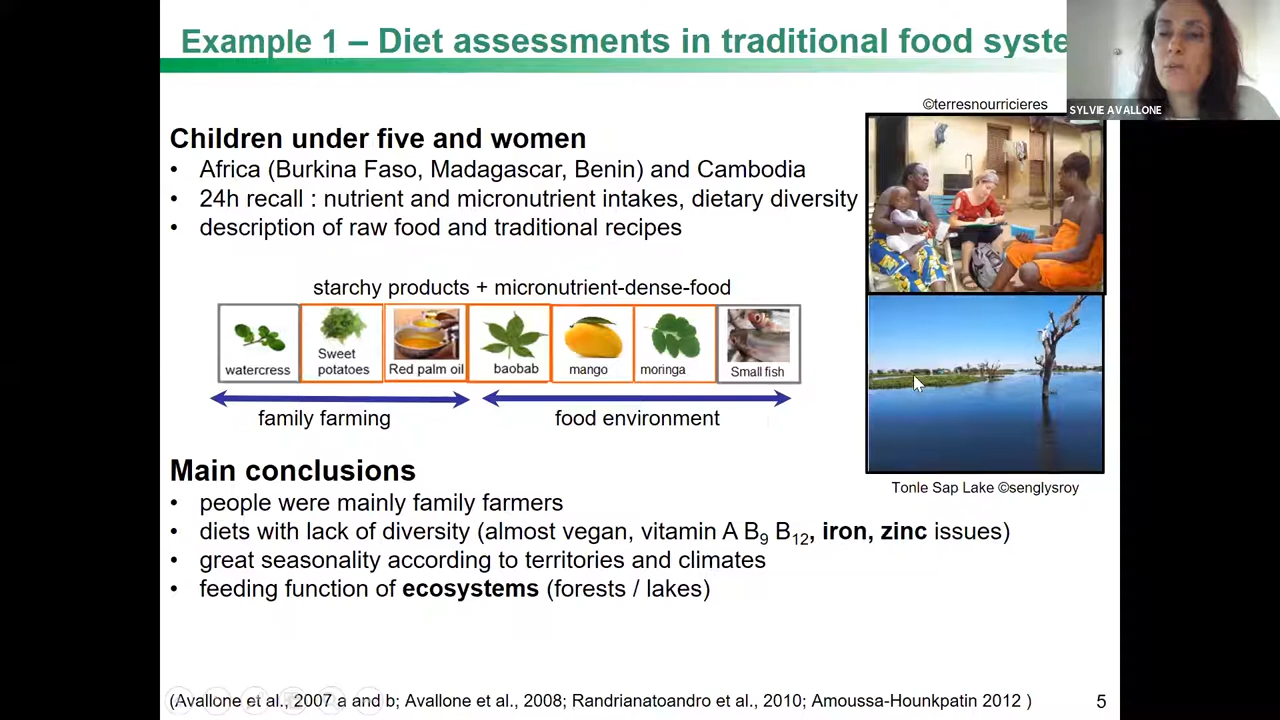 Example 1 – Diet assessments in traditional food syste
SYLVIE AVALLONE
©terresnourricieres
Children under five and women
• Africa (Burkina Faso, Madagascar, Benin) and Cambodia
• 24h recall : nutrient and micronutrient intakes, dietary diversity
• description of raw food and traditional recipes
starchy products + micronutrient-dense-food
watercress
Sweet potatoes
Red palm oil
baobab
mango
moringa
Small fish
family farming
food environment
Tonle Sap Lake ©senglysroy
Main conclusions
• people were mainly family farmers
• diets with lack of diversity (almost vegan, vitamin A B9 B12, iron, zinc issues)
• great seasonality according to territories and climates
• feeding function of ecosystems (forests / lakes)
(Avallone et al., 2007 a and b; Avallone et al., 2008; Randrianatoandro et al., 2010; Amoussa-Hounkpatin 2012 )
5